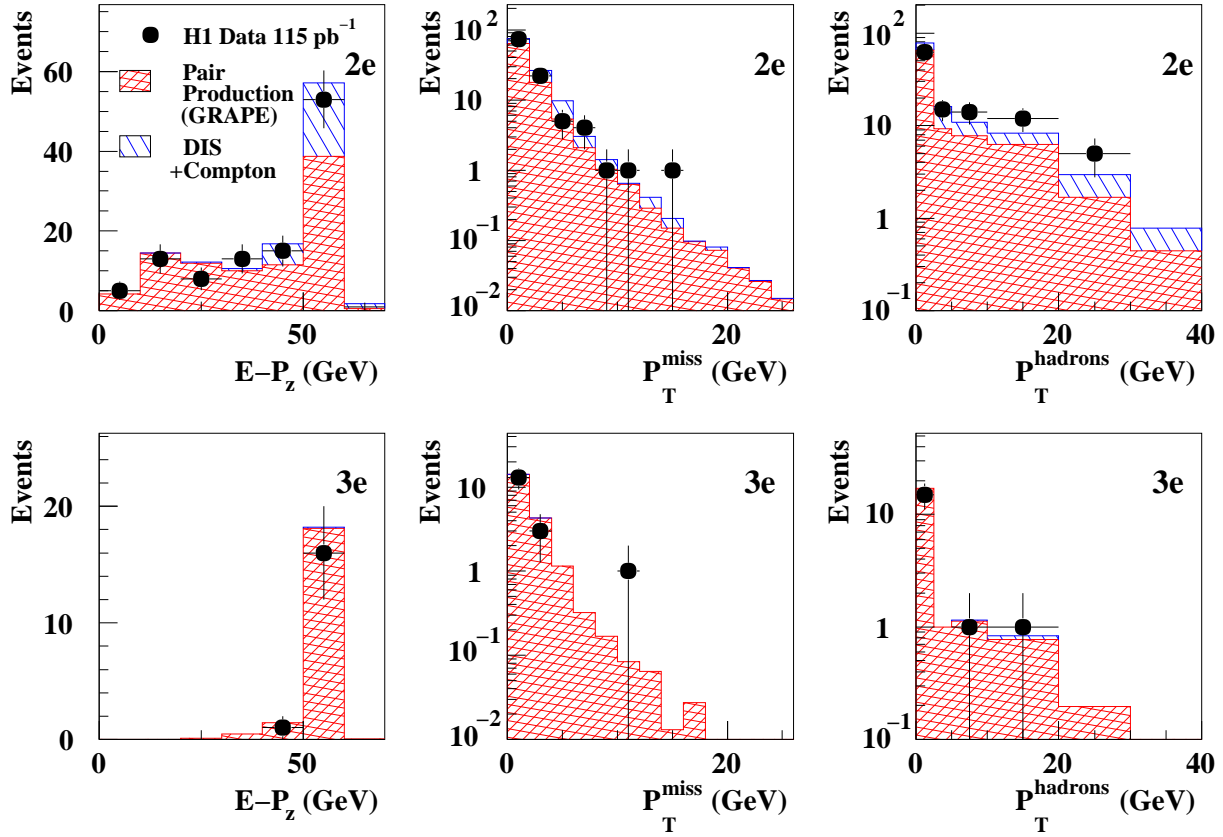 Events
H1 Data 115 pb⁻¹
2e
Pair
Production
(GRAPE)
DIS
+Compton
60
40
20
0
0 50
E−P_z (GeV)
Events
2e
10²
10
1
10⁻¹
10⁻²
0 20
P_T^miss (GeV)
Events
2e
10²
10
1
10⁻¹
0 20 40
P_T^hadrons (GeV)
Events
3e
20
10
0
0 50
E−P_z (GeV)
Events
3e
10
1
10⁻¹
10⁻²
0 20
P_T^miss (GeV)
Events
3e
10
1
10⁻¹
0 20 40
P_T^hadrons (GeV)